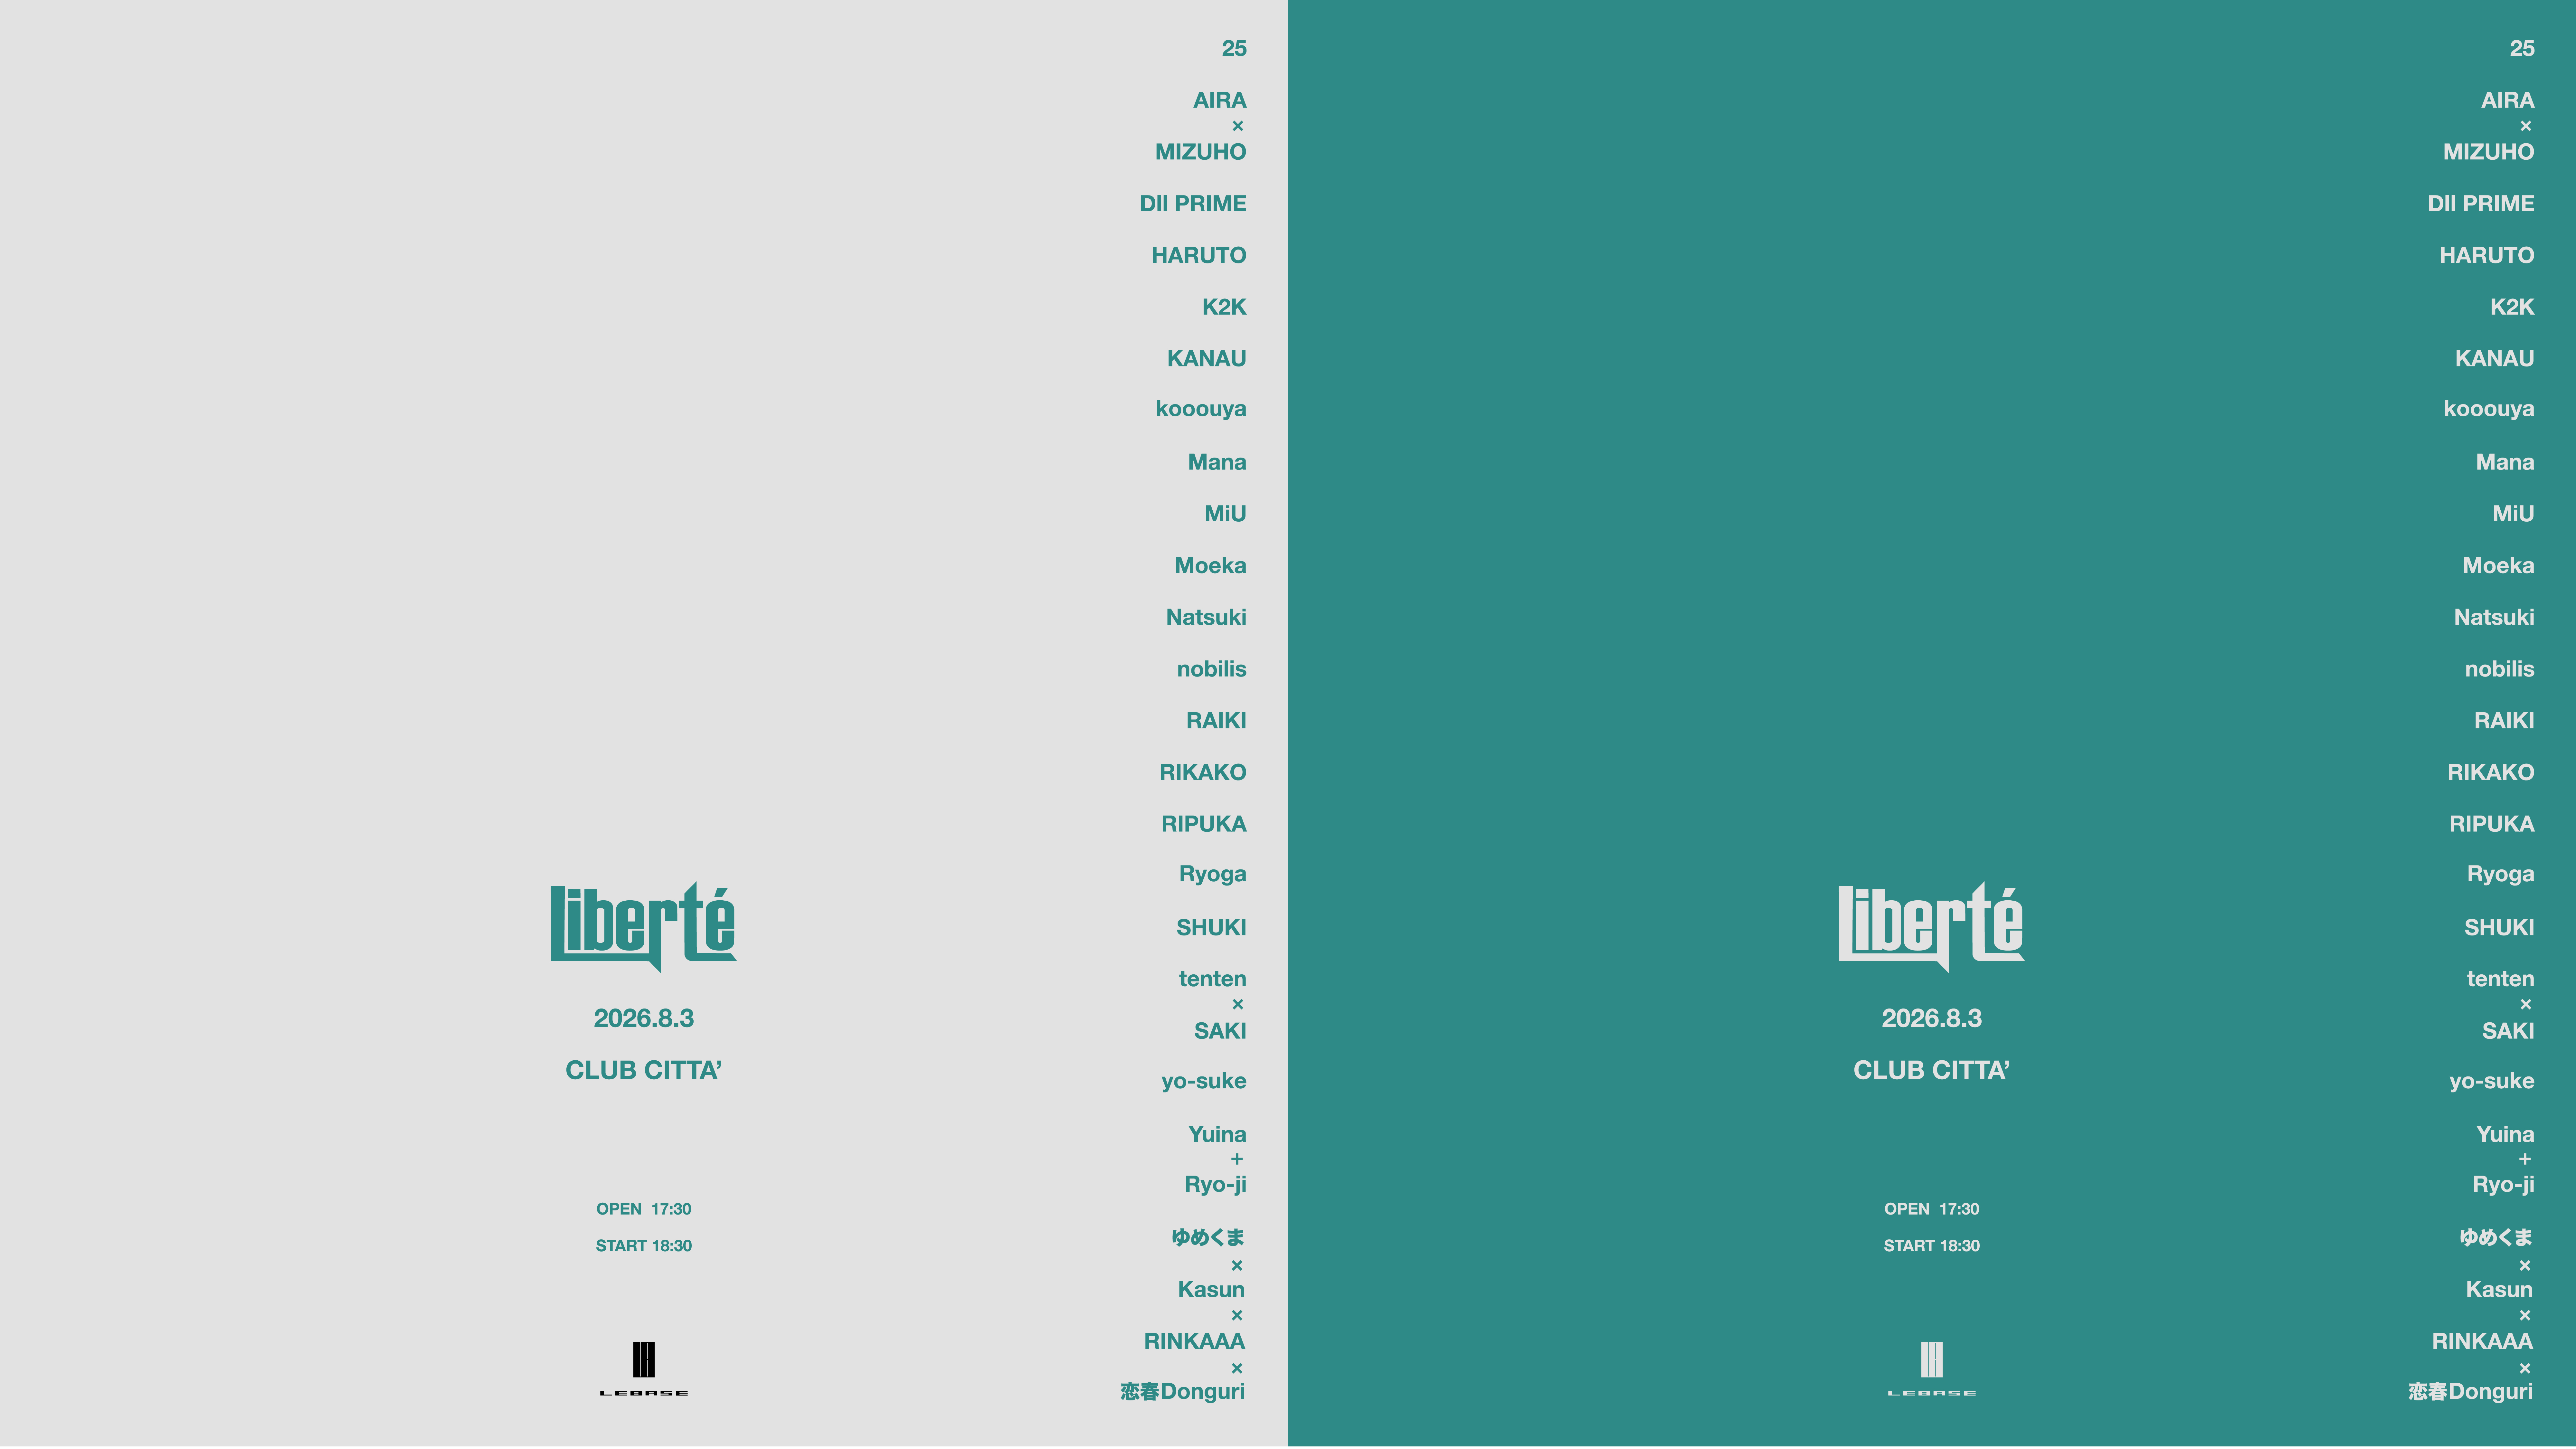 Liberté
2026.8.3
CLUB CITTA’
OPEN 17:30
START 18:30
LEBASE
25
AIRA
×
MIZUHO
DII PRIME
HARUTO
K2K
KANAU
kooouya
Mana
MiU
Moeka
Natsuki
nobilis
RAIKI
RIKAKO
RIPUKA
Ryoga
SHUKI
tenten
×
SAKI
yo-suke
Yuina
+
Ryo-ji
ゆめくま
×
Kasun
×
RINKAAA
×
恋春Donguri
Liberté
2026.8.3
CLUB CITTA’
OPEN 17:30
START 18:30
LEBASE
25
AIRA
×
MIZUHO
DII PRIME
HARUTO
K2K
KANAU
kooouya
Mana
MiU
Moeka
Natsuki
nobilis
RAIKI
RIKAKO
RIPUKA
Ryoga
SHUKI
tenten
×
SAKI
yo-suke
Yuina
+
Ryo-ji
ゆめくま
×
Kasun
×
RINKAAA
×
恋春Donguri